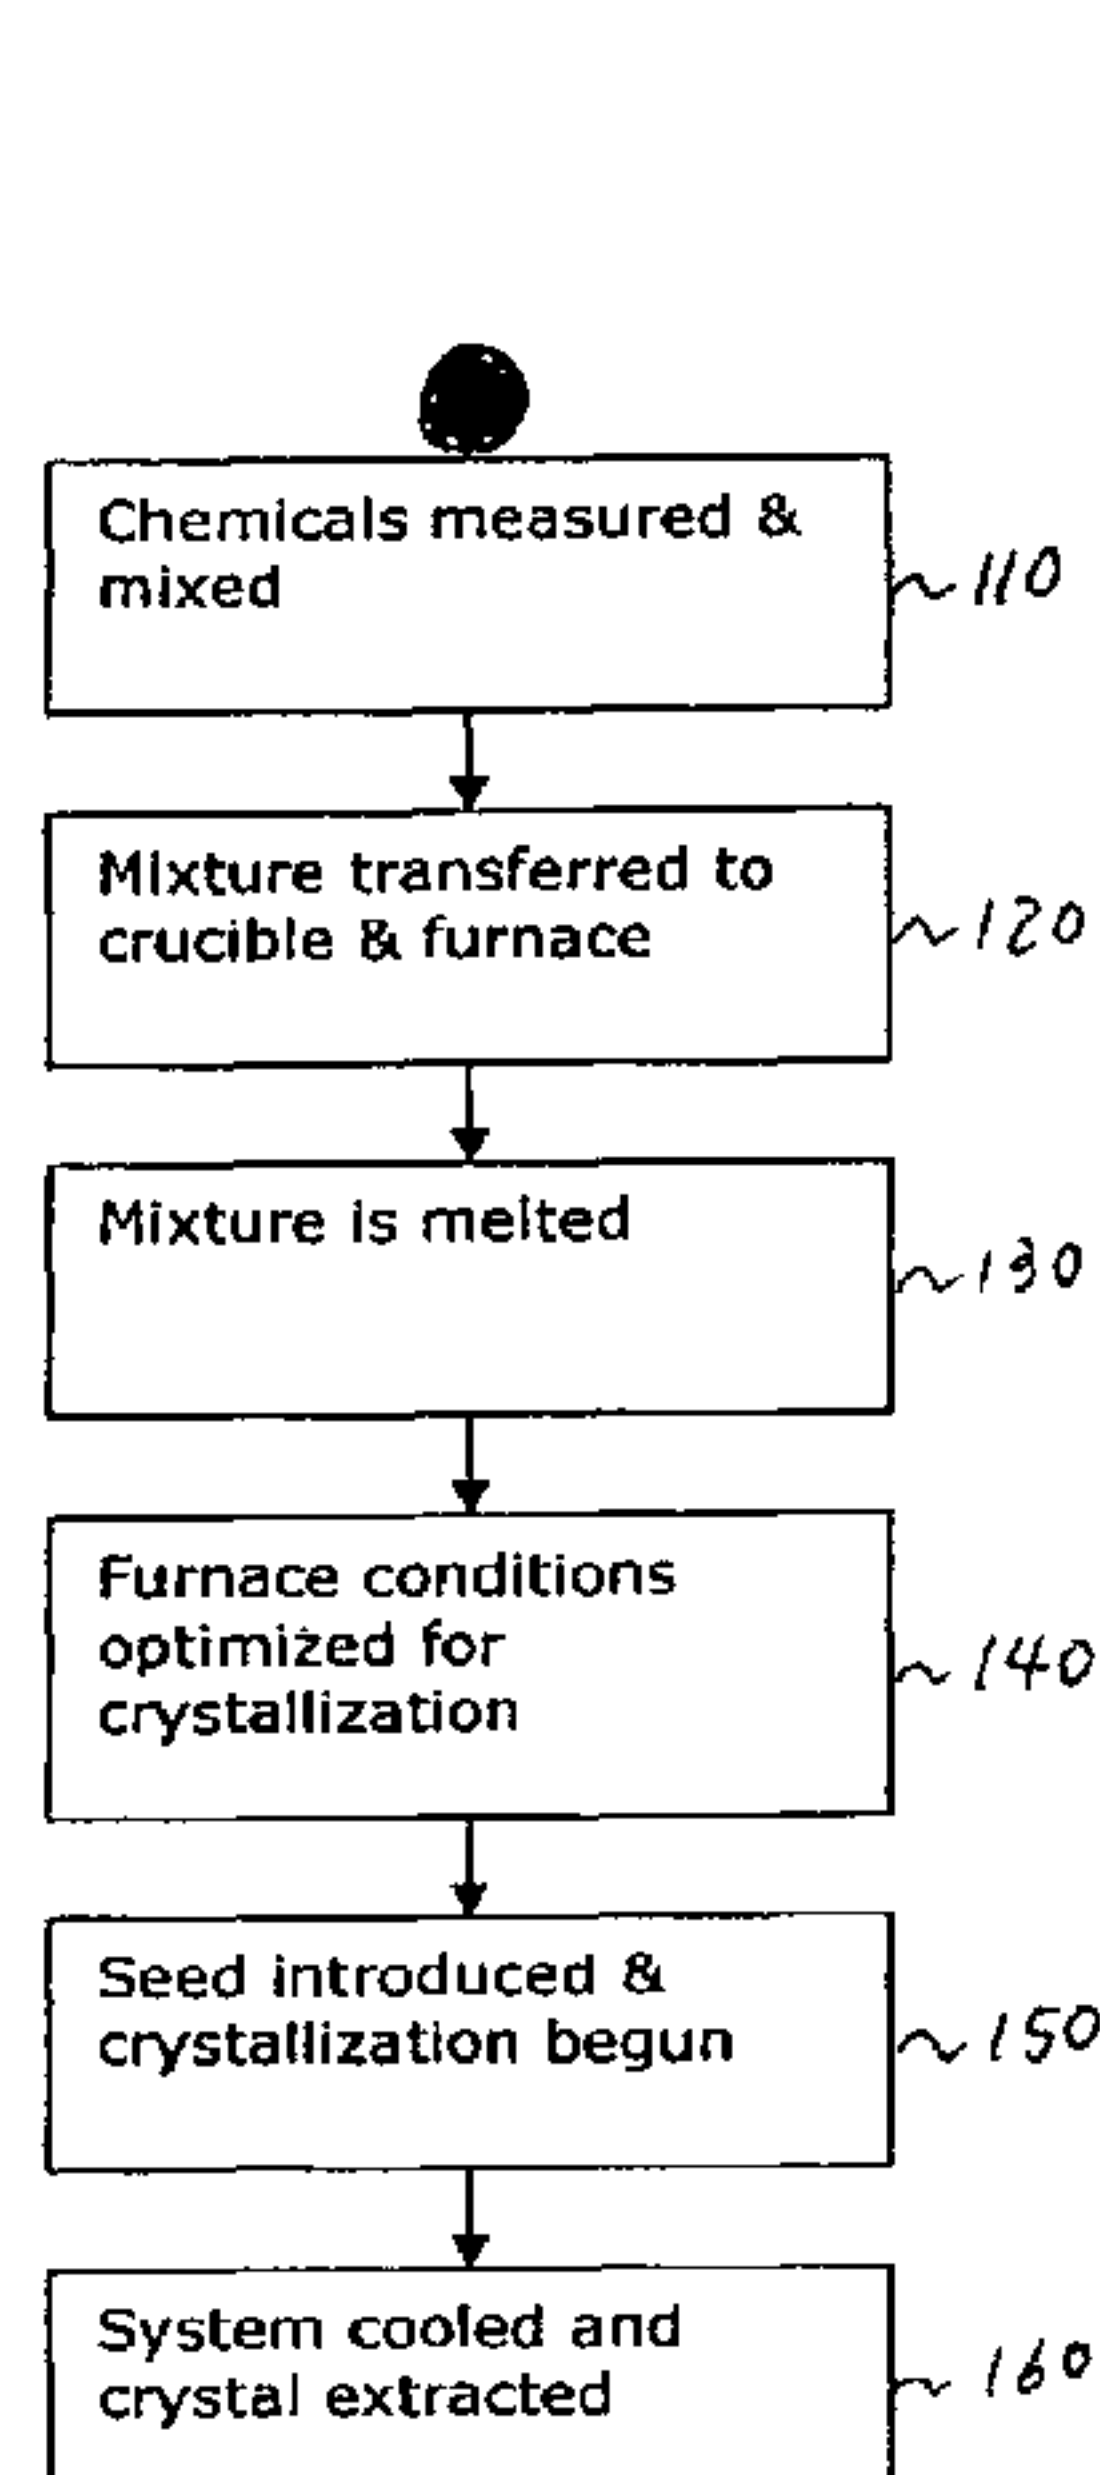 Chemicals measured &
mixed
110
Mixture transferred to
crucible & furnace
120
Mixture is melted
130
Furnace conditions
optimized for
crystallization
140
Seed introduced &
crystallization begun
150
System cooled and
crystal extracted
160